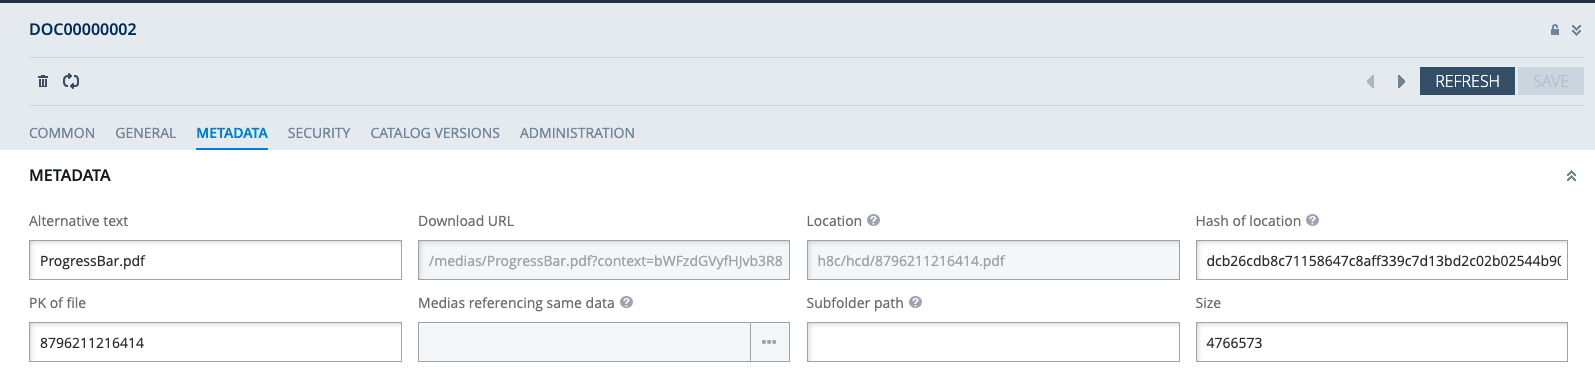 DOC00000002
REFRESH SAVE
COMMON GENERAL METADATA SECURITY CATALOG VERSIONS ADMINISTRATION
METADATA
Alternative text Download URL Location Hash of location
ProgressBar.pdf /medias/ProgressBar.pdf?context=bWFzdGVyfHJvb3R8 h8c/hcd/8796211216414.pdf dcb26cdb8c71158647c8aff339c7d13bd2c02b02544b90
PK of file Medias referencing same data Subfolder path Size
8796211216414 4766573